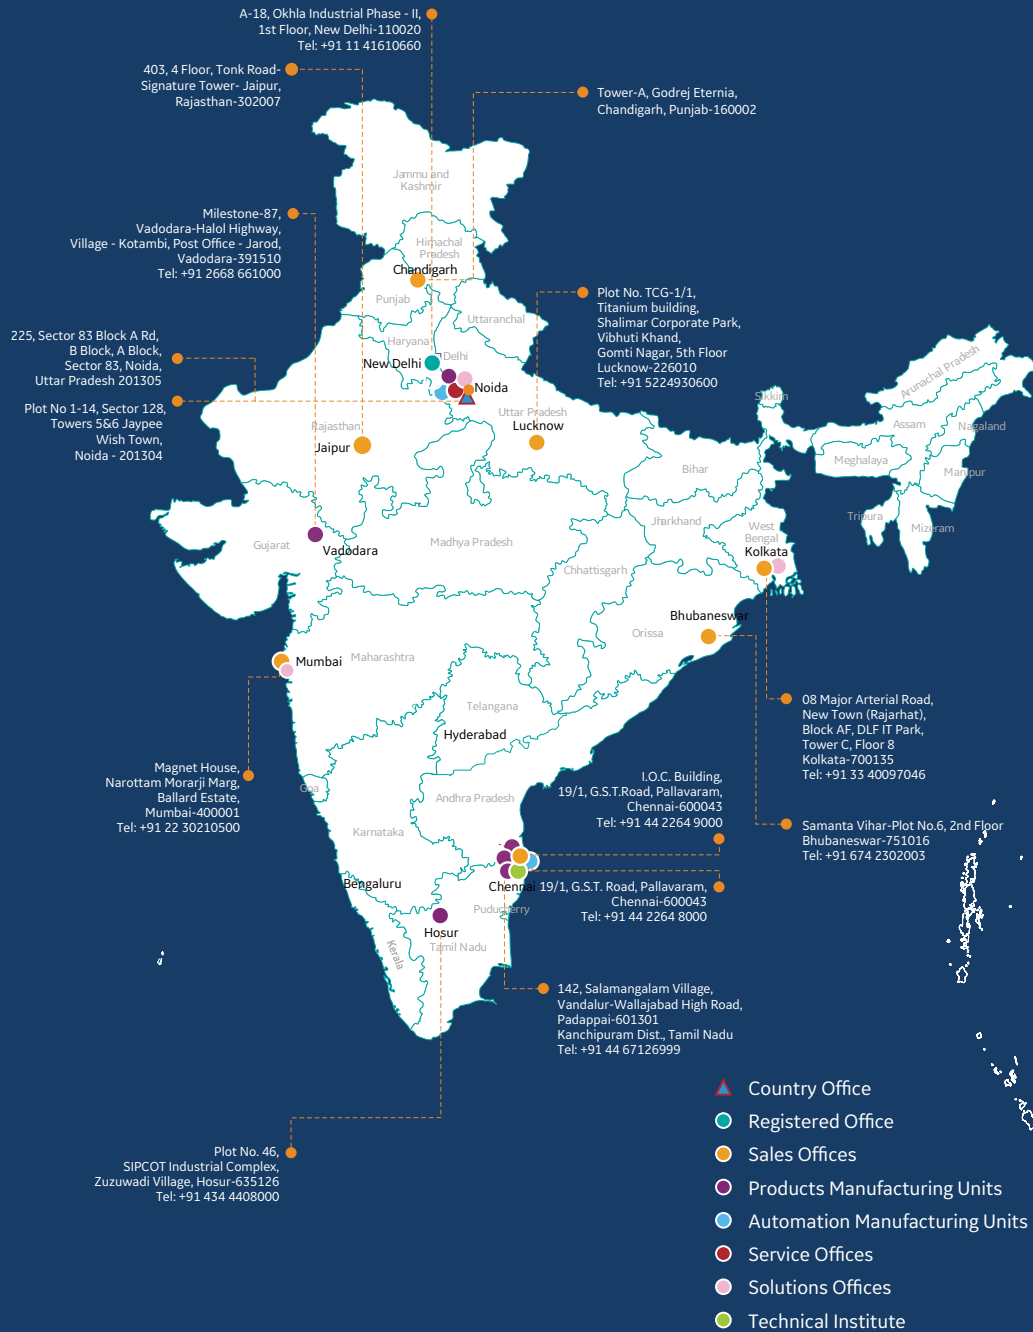 A-18, Okhla Industrial Phase - II,
1st Floor, New Delhi-110020
Tel: +91 11 41610660
403, 4 Floor, Tonk Road-
Signature Tower- Jaipur,
Rajasthan-302007
Tower-A, Godrej Eternia,
Chandigarh, Punjab-160002
Jammu and
Kashmir
Milestone-87,
Vadodara-Halol Highway,
Village - Kotambi, Post Office - Jarod,
Vadodara-391510
Tel: +91 2668 661000
Himachal
Pradesh
Chandigarh
Punjab
Plot No. TCG-1/1,
Titanium building,
Shalimar Corporate Park,
Vibhuti Khand,
Gomti Nagar, 5th Floor
Lucknow-226010
Tel: +91 5224930600
Uttaranchal
Haryana
225, Sector 83 Block A Rd,
B Block, A Block,
Sector 83, Noida,
Uttar Pradesh 201305
Delhi
New Delhi
Noida
Arunachal Pradesh
Sikkim
Plot No 1-14, Sector 128,
Towers 5&6 Jaypee
Wish Town,
Noida - 201304
Uttar Pradesh
Lucknow
Rajasthan
Jaipur
Assam
Nagaland
Meghalaya
Manipur
Bihar
Tripura
Mizeram
Jharkhand
West
Bengal
Kolkata
Gujarat
Vadodara
Madhya Pradesh
Chhattisgarh
Bhubaneswar
Orissa
Mumbai
Maharashtra
Telangana
Hyderabad
08 Major Arterial Road,
New Town (Rajarhat),
Block AF, DLF IT Park,
Tower C, Floor 8
Kolkata-700135
Tel: +91 33 40097046
Magnet House,
Narottam Morarji Marg,
Ballard Estate,
Mumbai-400001
Tel: +91 22 30210500
Goa
Andhra Pradesh
I.O.C. Building,
19/1, G.S.T.Road, Pallavaram,
Chennai-600043
Tel: +91 44 2264 9000
Samanta Vihar-Plot No.6, 2nd Floor
Bhubaneswar-751016
Tel: +91 674 2302003
Karnataka
Bengaluru
Chennai
19/1, G.S.T. Road, Pallavaram,
Chennai-600043
Tel: +91 44 2264 8000
Puducherry
Hosur
Tamil Nadu
Kerala
142, Salamangalam Village,
Vandalur-Wallajabad High Road,
Padappai-601301
Kanchipuram Dist., Tamil Nadu
Tel: +91 44 67126999
Plot No. 46,
SIPCOT Industrial Complex,
Zuzuwadi Village, Hosur-635126
Tel: +91 434 4408000
Country Office
Registered Office
Sales Offices
Products Manufacturing Units
Automation Manufacturing Units
Service Offices
Solutions Offices
Technical Institute